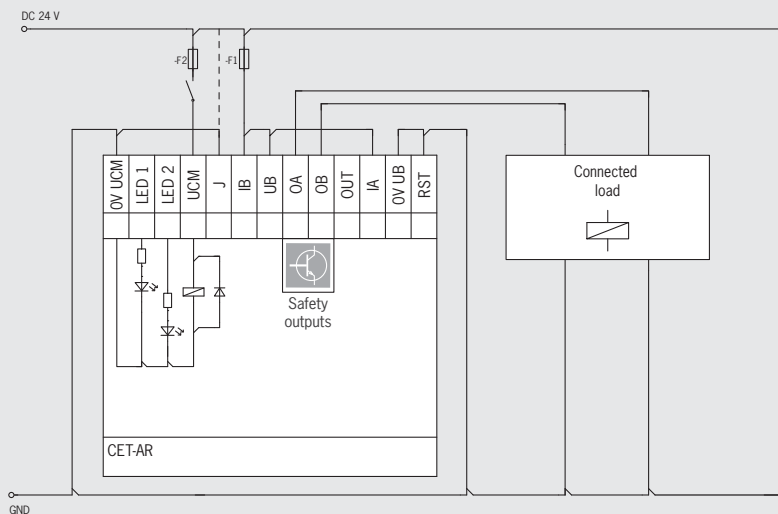 DC 24 V
-F2
-F1
0V UCM
LED 1
LED 2
UCM
J
IB
UB
OA
OB
OUT
IA
0V UB
RST
Connected
load
Safety
outputs
CET-AR
GND